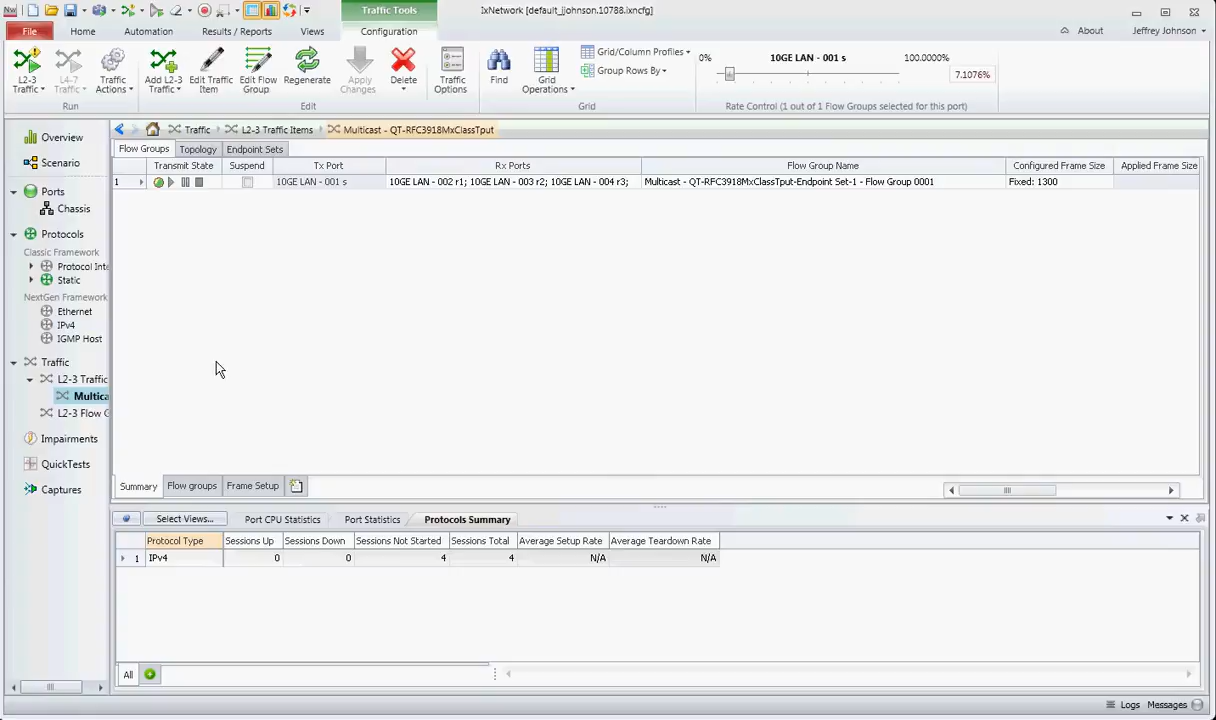 Traffic Tools
IxNetwork [default_jjohnson.10788.ixncfg]
File
Home
Automation
Results / Reports
Views
Configuration
About
Jeffrey Johnson
L2-3 Traffic
L4-7 Traffic
Traffic Actions
Add L2-3 Traffic
Edit Traffic Item
Edit Flow Group
Regenerate
Apply Changes
Delete
Traffic Options
Find
Grid Operations
Grid/Column Profiles
Group Rows By
0%
10GE LAN - 001 s
100.0000%
7.1076%
Run
Edit
Grid
Rate Control (1 out of 1 Flow Groups selected for this port)
Overview
Scenario
Ports
Chassis
Protocols
Classic Framework
Protocol Inte
Static
NextGen Framework
Ethernet
IPv4
IGMP Host
Traffic
L2-3 Traffic
Multica
L2-3 Flow G
Impairments
QuickTests
Captures
Traffic
L2-3 Traffic Items
Multicast - QT-RFC3918MxClassTput
Flow Groups
Topology
Endpoint Sets
Transmit State
Suspend
Tx Port
Rx Ports
Flow Group Name
Configured Frame Size
Applied Frame Size
1
10GE LAN - 001 s
10GE LAN - 002 r1; 10GE LAN - 003 r2; 10GE LAN - 004 r3;
Multicast - QT-RFC3918MxClassTput-Endpoint Set-1 - Flow Group 0001
Fixed: 1300
Summary
Flow groups
Frame Setup
Select Views...
Port CPU Statistics
Port Statistics
Protocols Summary
Protocol Type
Sessions Up
Sessions Down
Sessions Not Started
Sessions Total
Average Setup Rate
Average Teardown Rate
1
IPv4
0
0
4
4
N/A
N/A
All
Logs
Messages